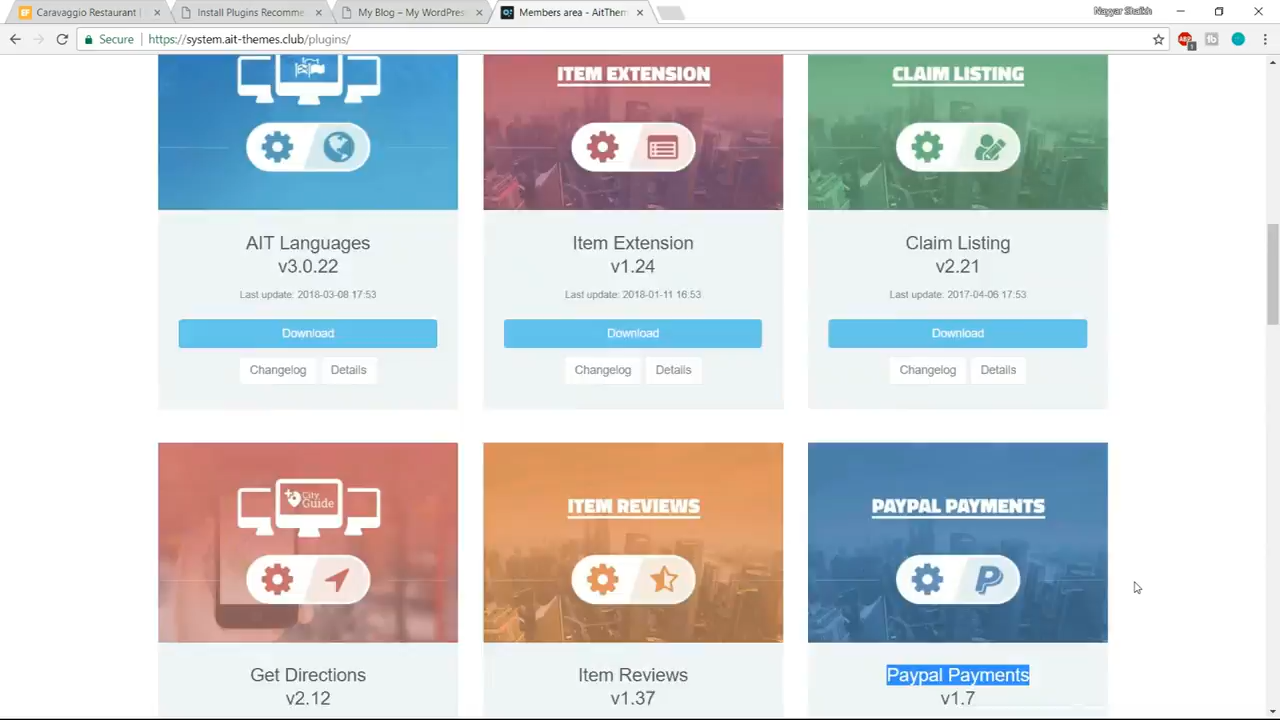 Caravaggio Restaurant |
Install Plugins Recomme
My Blog – My WordPres
Members area - AitThem
Nayyar Shaikh
Secure
https://system.ait-themes.club/plugins/
ITEM EXTENSION
CLAIM LISTING
AIT Languages
v3.0.22
Last update: 2018-03-08 17:53
Download
Changelog
Details
Item Extension
v1.24
Last update: 2018-01-11 16:53
Download
Changelog
Details
Claim Listing
v2.21
Last update: 2017-04-06 17:53
Download
Changelog
Details
City
Guide
ITEM REVIEWS
PAYPAL PAYMENTS
Get Directions
v2.12
Item Reviews
v1.37
Paypal Payments
v1.7